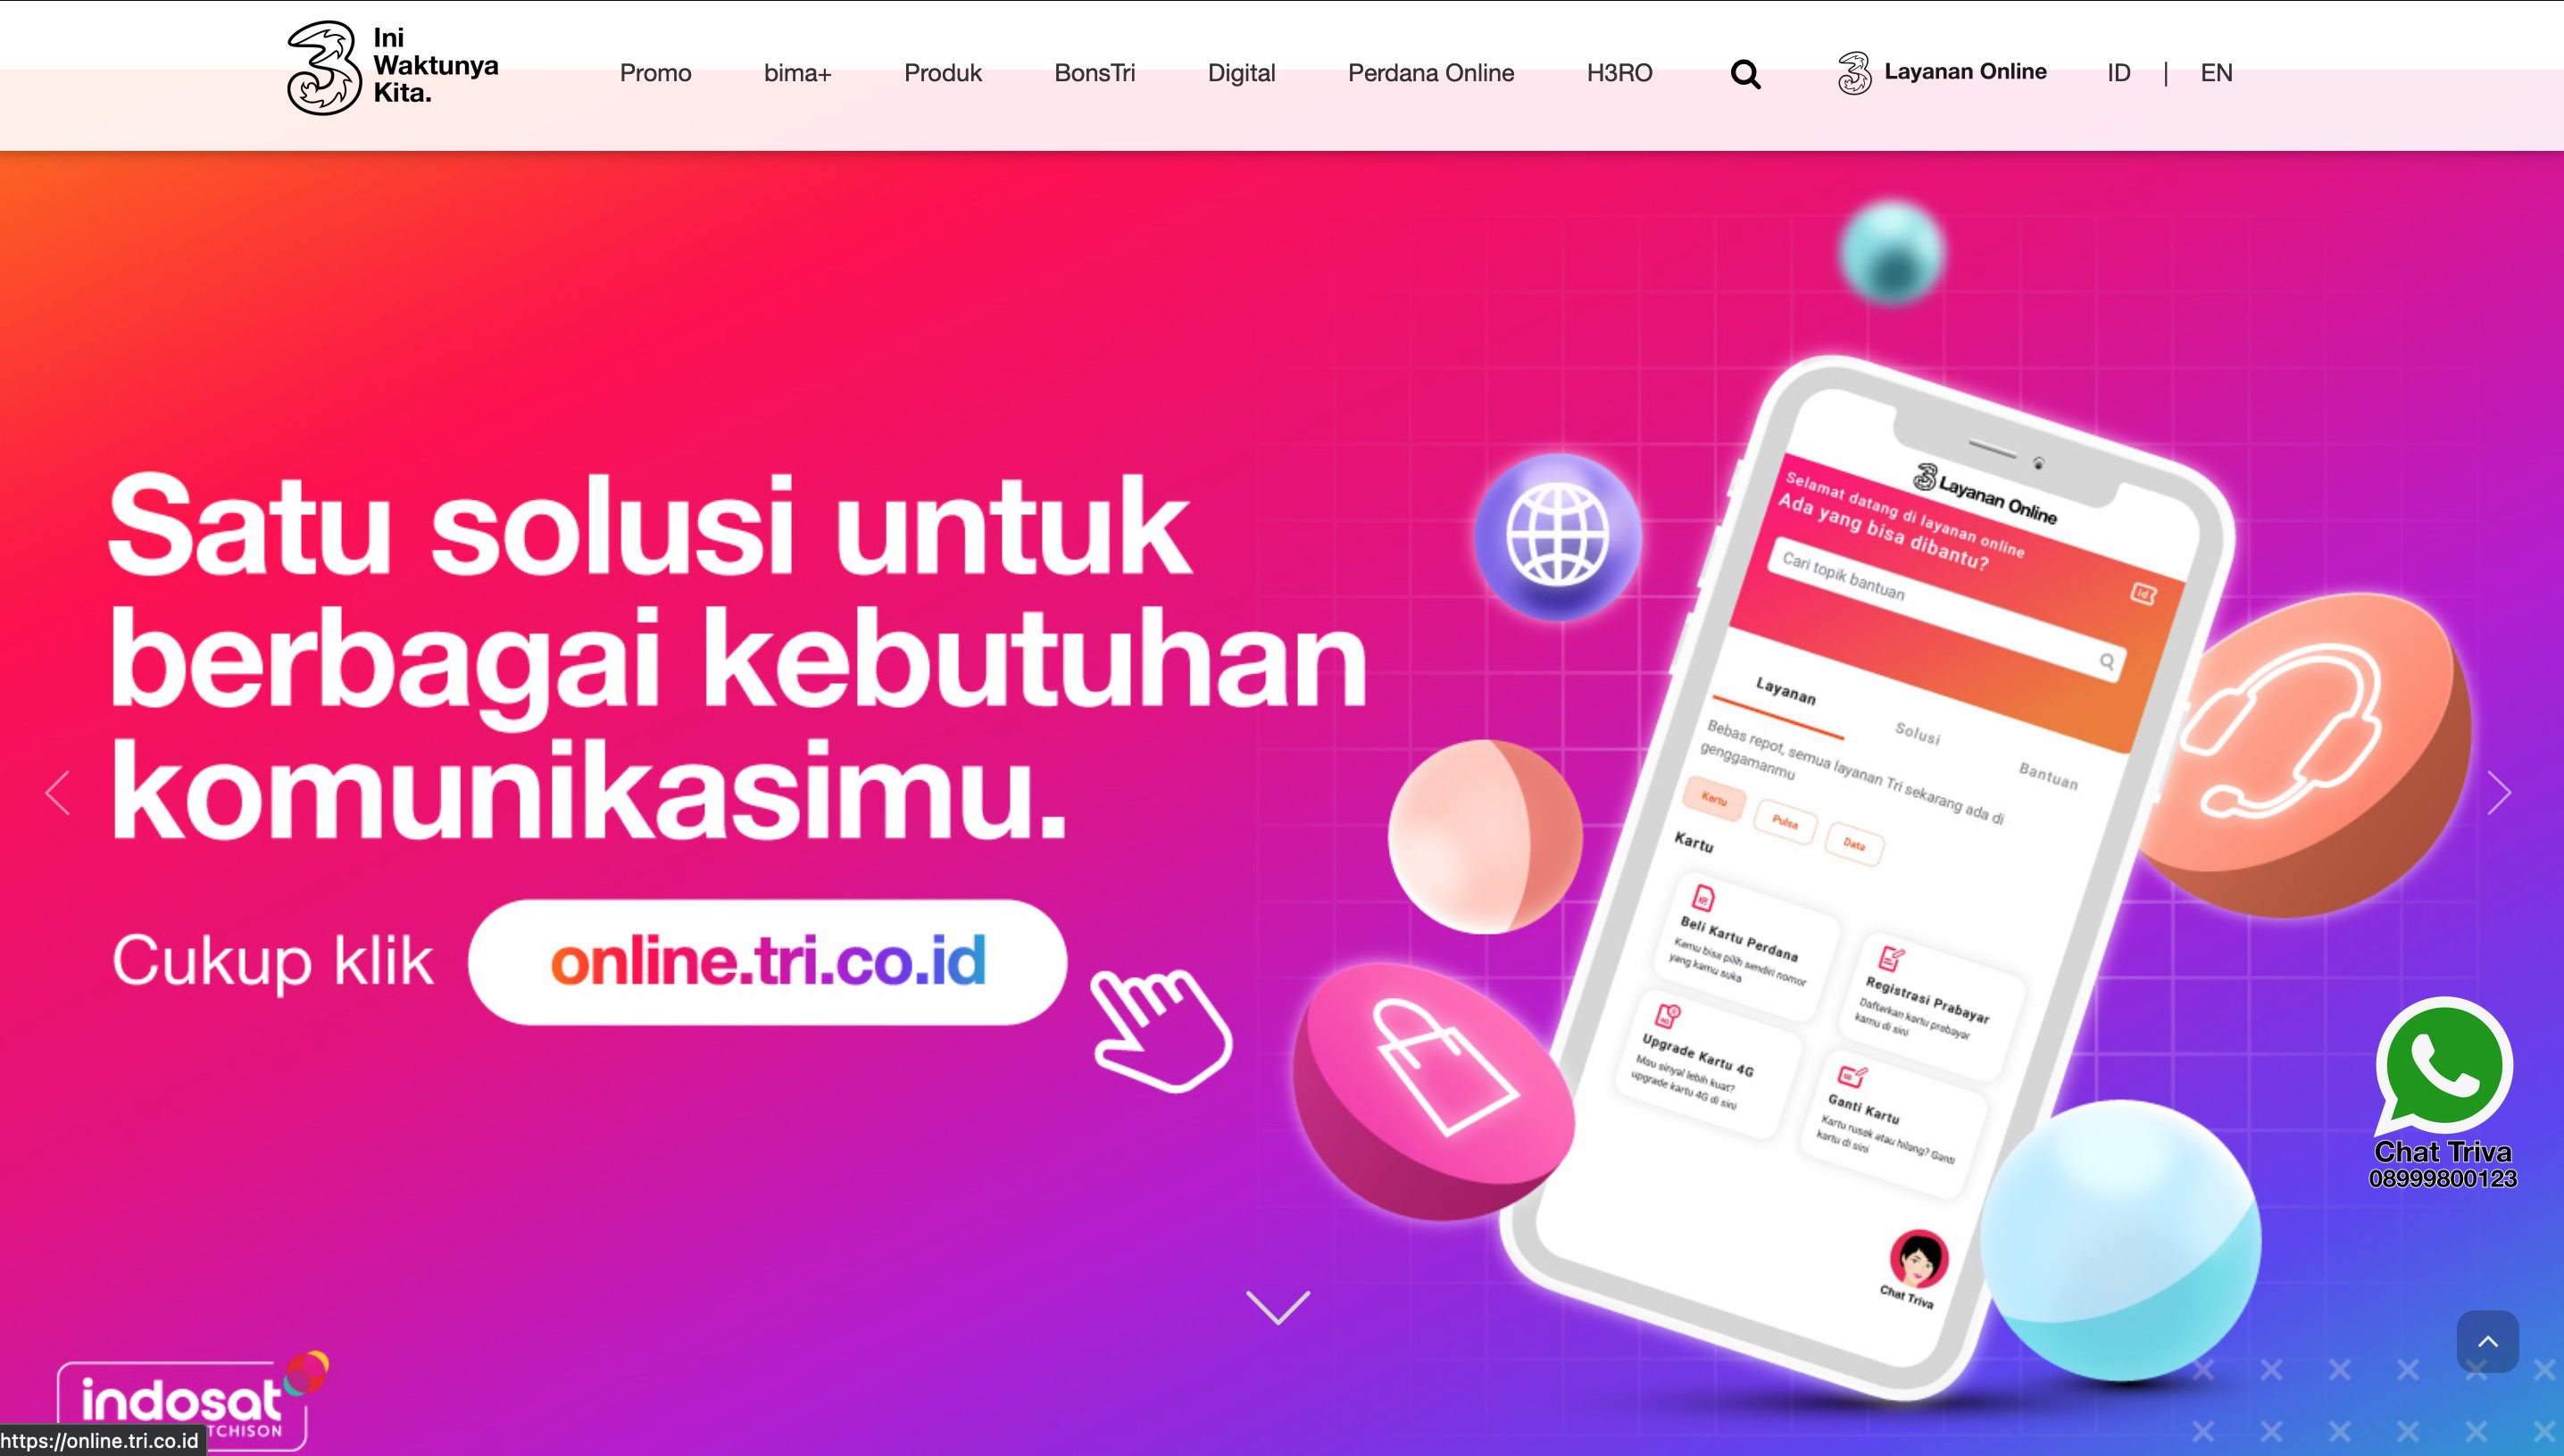 Ini
Waktunya
Kita.
Promo
bima+
Produk
BonsTri
Digital
Perdana Online
H3RO
Layanan Online
ID | EN
Satu solusi untuk
berbagai kebutuhan
komunikasimu.
Cukup klik online.tri.co.id
Layanan Online
Selamat datang di layanan online
Ada yang bisa dibantu?
id
Cari topik bantuan
Layanan
Solusi
Bantuan
Bebas repot, semua layanan Tri sekarang ada di
genggamanmu
Kartu
Pulsa
Data
Kartu
Beli Kartu Perdana
Kamu bisa pilih sendiri nomor
yang kamu suka
Registrasi Prabayar
Daftarkan kartu prabayar
kamu di sini
Upgrade Kartu 4G
Mau sinyal lebih kuat?
upgrade kartu 4G di sini
Ganti Kartu
Kartu rusak atau hilang? Ganti
kartu di sini
Chat Triva
Chat Triva
08999800123
indosat
TCHISON
https://online.tri.co.id